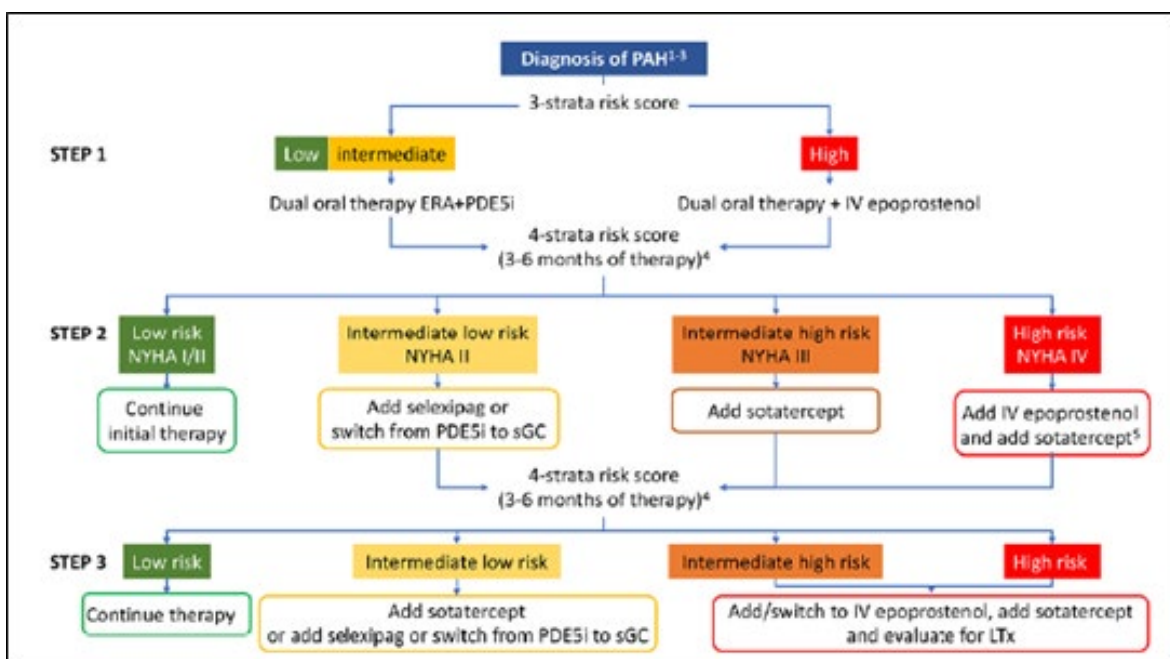 Diagnosis of PAH¹⁻³
3-strata risk score
STEP 1
Low intermediate
High
Dual oral therapy ERA+PDE5i
Dual oral therapy + IV epoprostenol
4-strata risk score
(3-6 months of therapy)⁴
STEP 2
Low risk
NYHA I/II
Intermediate low risk
NYHA II
Intermediate high risk
NYHA III
High risk
NYHA IV
Continue
initial therapy
Add selexipag or
switch from PDE5i to sGC
Add sotatercept
Add IV epoprostenol
and add sotatercept⁵
4-strata risk score
(3-6 months of therapy)⁴
STEP 3
Low risk
Intermediate low risk
Intermediate high risk
High risk
Continue therapy
Add sotatercept
or add selexipag or switch from PDE5i to sGC
Add/switch to IV epoprostenol, add sotatercept
and evaluate for LTx